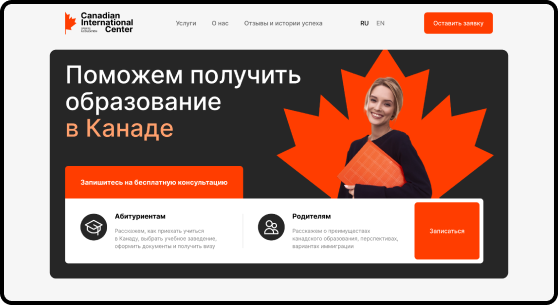 Canadian
International
Center
Услуги
О нас
Отзывы и истории успеха
RU
EN
Оставить заявку
Поможем получить
образование
в Канаде
Запишитесь на бесплатную консультацию
Абитуриентам
Расскажем, как приехать учиться
в Канаду, выбрать учебное заведение,
оформить документы и получить визу
Родителям
Расскажем о преимуществах
канадского образования, перспективах,
вариантах иммиграции
Записаться